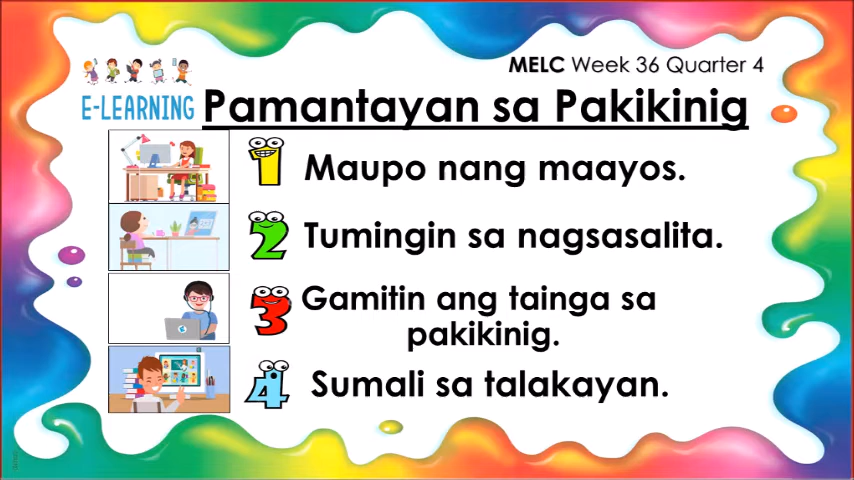 MELC Week 36 Quarter 4
E-LEARNING
Pamantayan sa Pakikinig
1 Maupo nang maayos.
2 Tumingin sa nagsasalita.
3 Gamitin ang tainga sa
pakikinig.
4 Sumali sa talakayan.